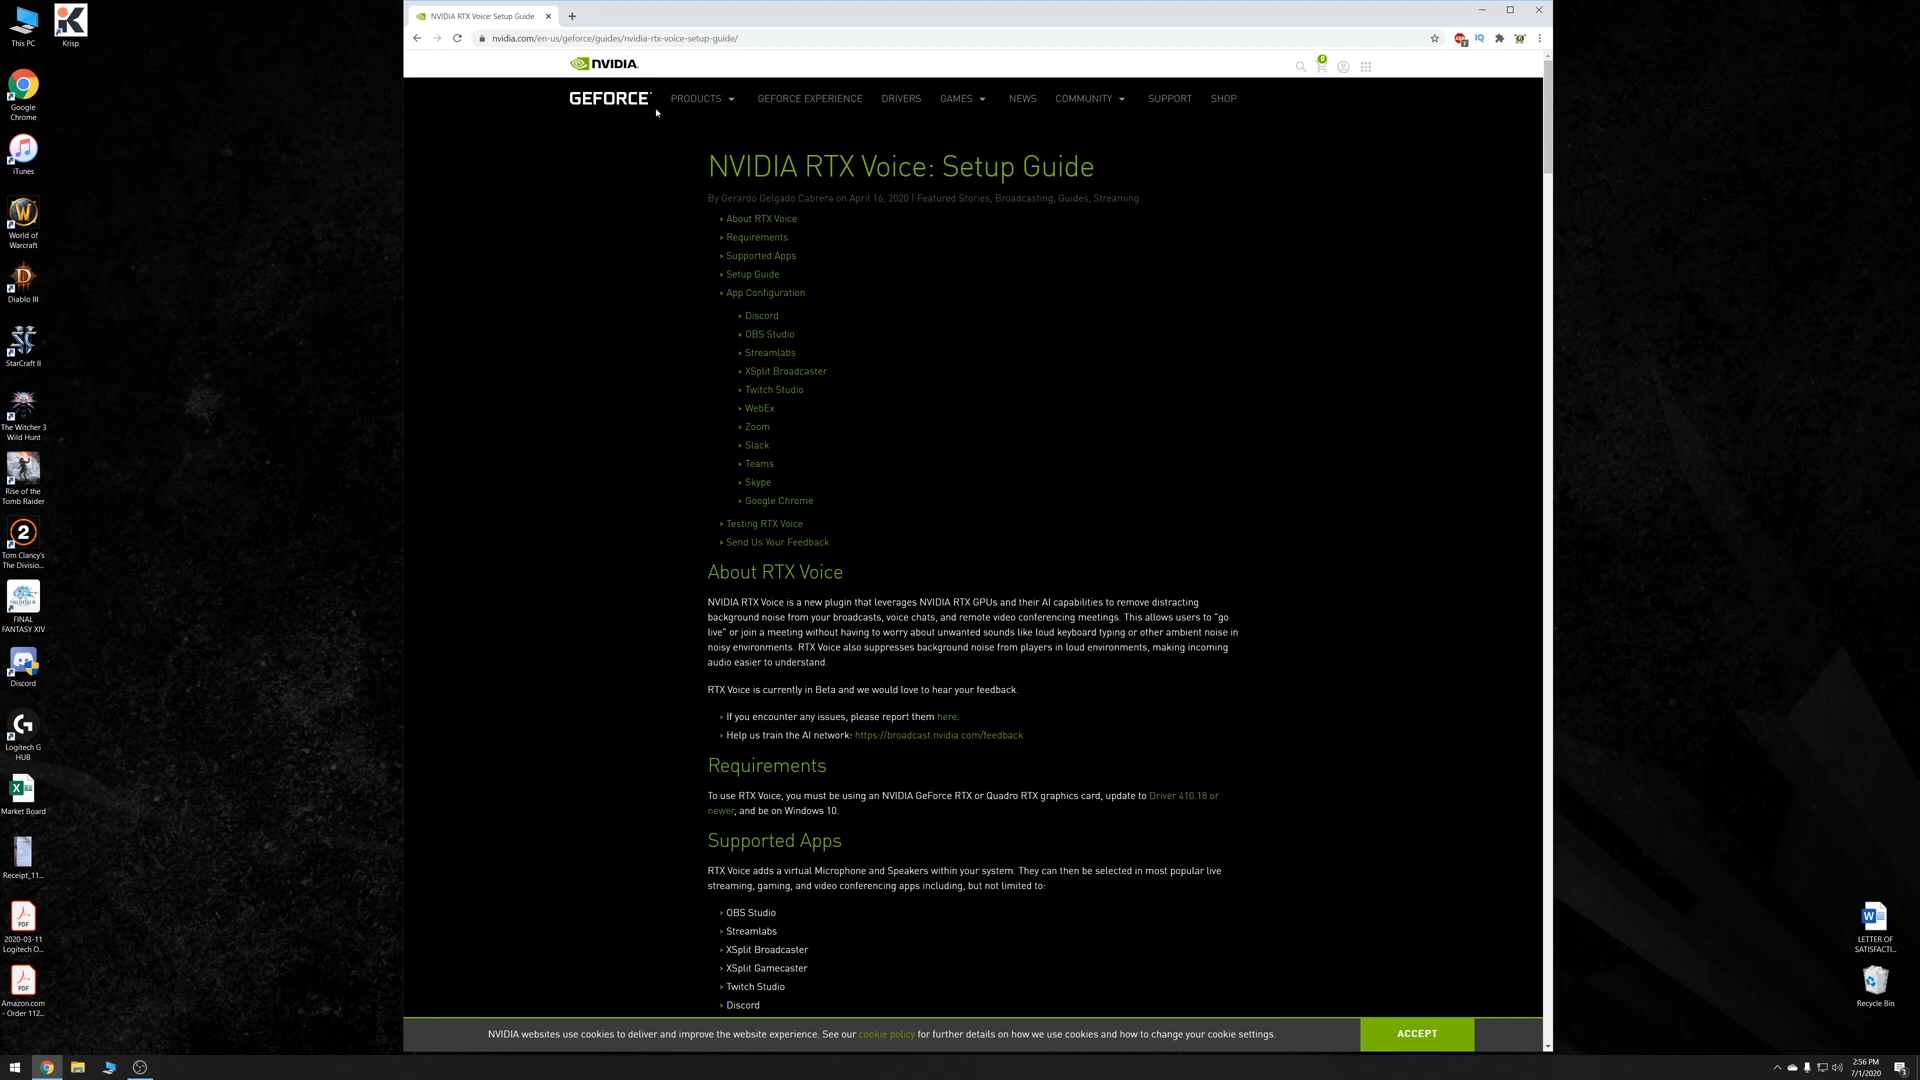 This PC
Krisp
Google
Chrome
iTunes
World of
Warcraft
Diablo III
StarCraft II
The Witcher 3
Wild Hunt
Rise of the
Tomb Raider
Tom Clancy's
The Divisio...
FINAL
FANTASY XIV
Discord
Logitech G
HUB
Market Board
Receipt_11...
2020-03-11
Logitech O...
Amazon.com
- Order 112...
NVIDIA RTX Voice: Setup Guide
nvidia.com/en-us/geforce/guides/nvidia-rtx-voice-setup-guide/
NVIDIA.
0
GEFORCE
PRODUCTS
GEFORCE EXPERIENCE
DRIVERS
GAMES
NEWS
COMMUNITY
SUPPORT
SHOP
NVIDIA RTX Voice: Setup Guide
By Gerardo Delgado Cabrera on April 16, 2020 | Featured Stories, Broadcasting, Guides, Streaming
About RTX Voice
Requirements
Supported Apps
Setup Guide
App Configuration
Discord
OBS Studio
Streamlabs
XSplit Broadcaster
Twitch Studio
WebEx
Zoom
Slack
Teams
Skype
Google Chrome
Testing RTX Voice
Send Us Your Feedback
About RTX Voice
NVIDIA RTX Voice is a new plugin that leverages NVIDIA RTX GPUs and their AI capabilities to remove distracting
background noise from your broadcasts, voice chats, and remote video conferencing meetings. This allows users to "go
live" or join a meeting without having to worry about unwanted sounds like loud keyboard typing or other ambient noise in
noisy environments. RTX Voice also suppresses background noise from players in loud environments, making incoming
audio easier to understand.
RTX Voice is currently in Beta and we would love to hear your feedback.
If you encounter any issues, please report them here.
Help us train the AI network: https://broadcast.nvidia.com/feedback
Requirements
To use RTX Voice, you must be using an NVIDIA GeForce RTX or Quadro RTX graphics card, update to Driver 410.18 or
newer, and be on Windows 10.
Supported Apps
RTX Voice adds a virtual Microphone and Speakers within your system. They can then be selected in most popular live
streaming, gaming, and video conferencing apps including, but not limited to:
OBS Studio
Streamlabs
XSplit Broadcaster
XSplit Gamecaster
Twitch Studio
Discord
NVIDIA websites use cookies to deliver and improve the website experience. See our cookie policy for further details on how we use cookies and how to change your cookie settings.
ACCEPT
LETTER OF
SATISFACTI...
Recycle Bin
2:56 PM
7/1/2020